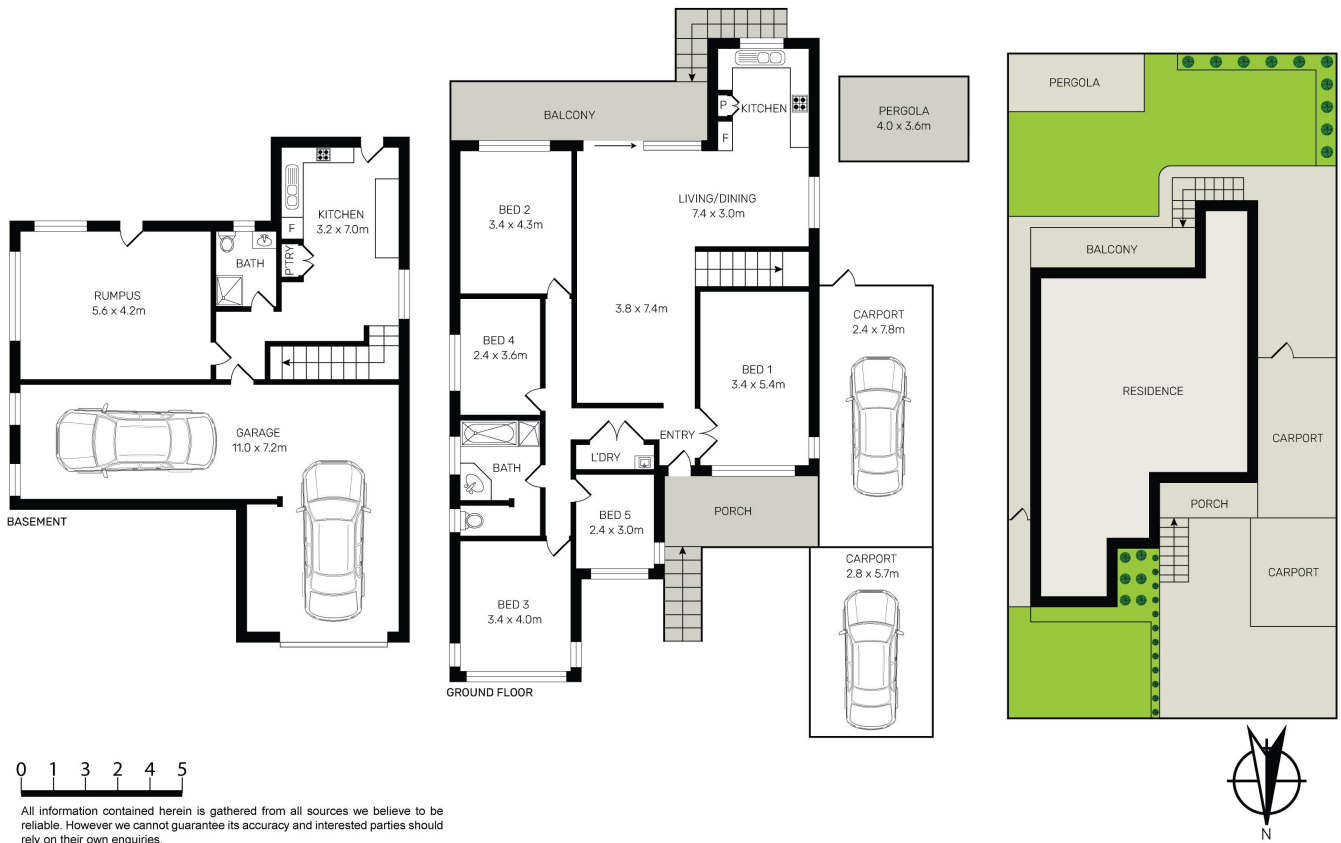 KITCHEN
3.2 x 7.0m
F
P'TRY
BATH
RUMPUS
5.6 x 4.2m
GARAGE
11.0 x 7.2m
BASEMENT
BALCONY
P
KITCHEN
F
LIVING/DINING
7.4 x 3.0m
BED 2
3.4 x 4.3m
3.8 x 7.4m
BED 4
2.4 x 3.6m
BED 1
3.4 x 5.4m
ENTRY
L'DRY
BATH
BED 5
2.4 x 3.0m
PORCH
BED 3
3.4 x 4.0m
GROUND FLOOR
PERGOLA
4.0 x 3.6m
CARPORT
2.4 x 7.8m
CARPORT
2.8 x 5.7m
PERGOLA
BALCONY
RESIDENCE
CARPORT
PORCH
CARPORT
N
0 1 3 2 4 5
All information contained herein is gathered from all sources we believe to be
reliable. However we cannot guarantee its accuracy and interested parties should
rely on their own enquiries.